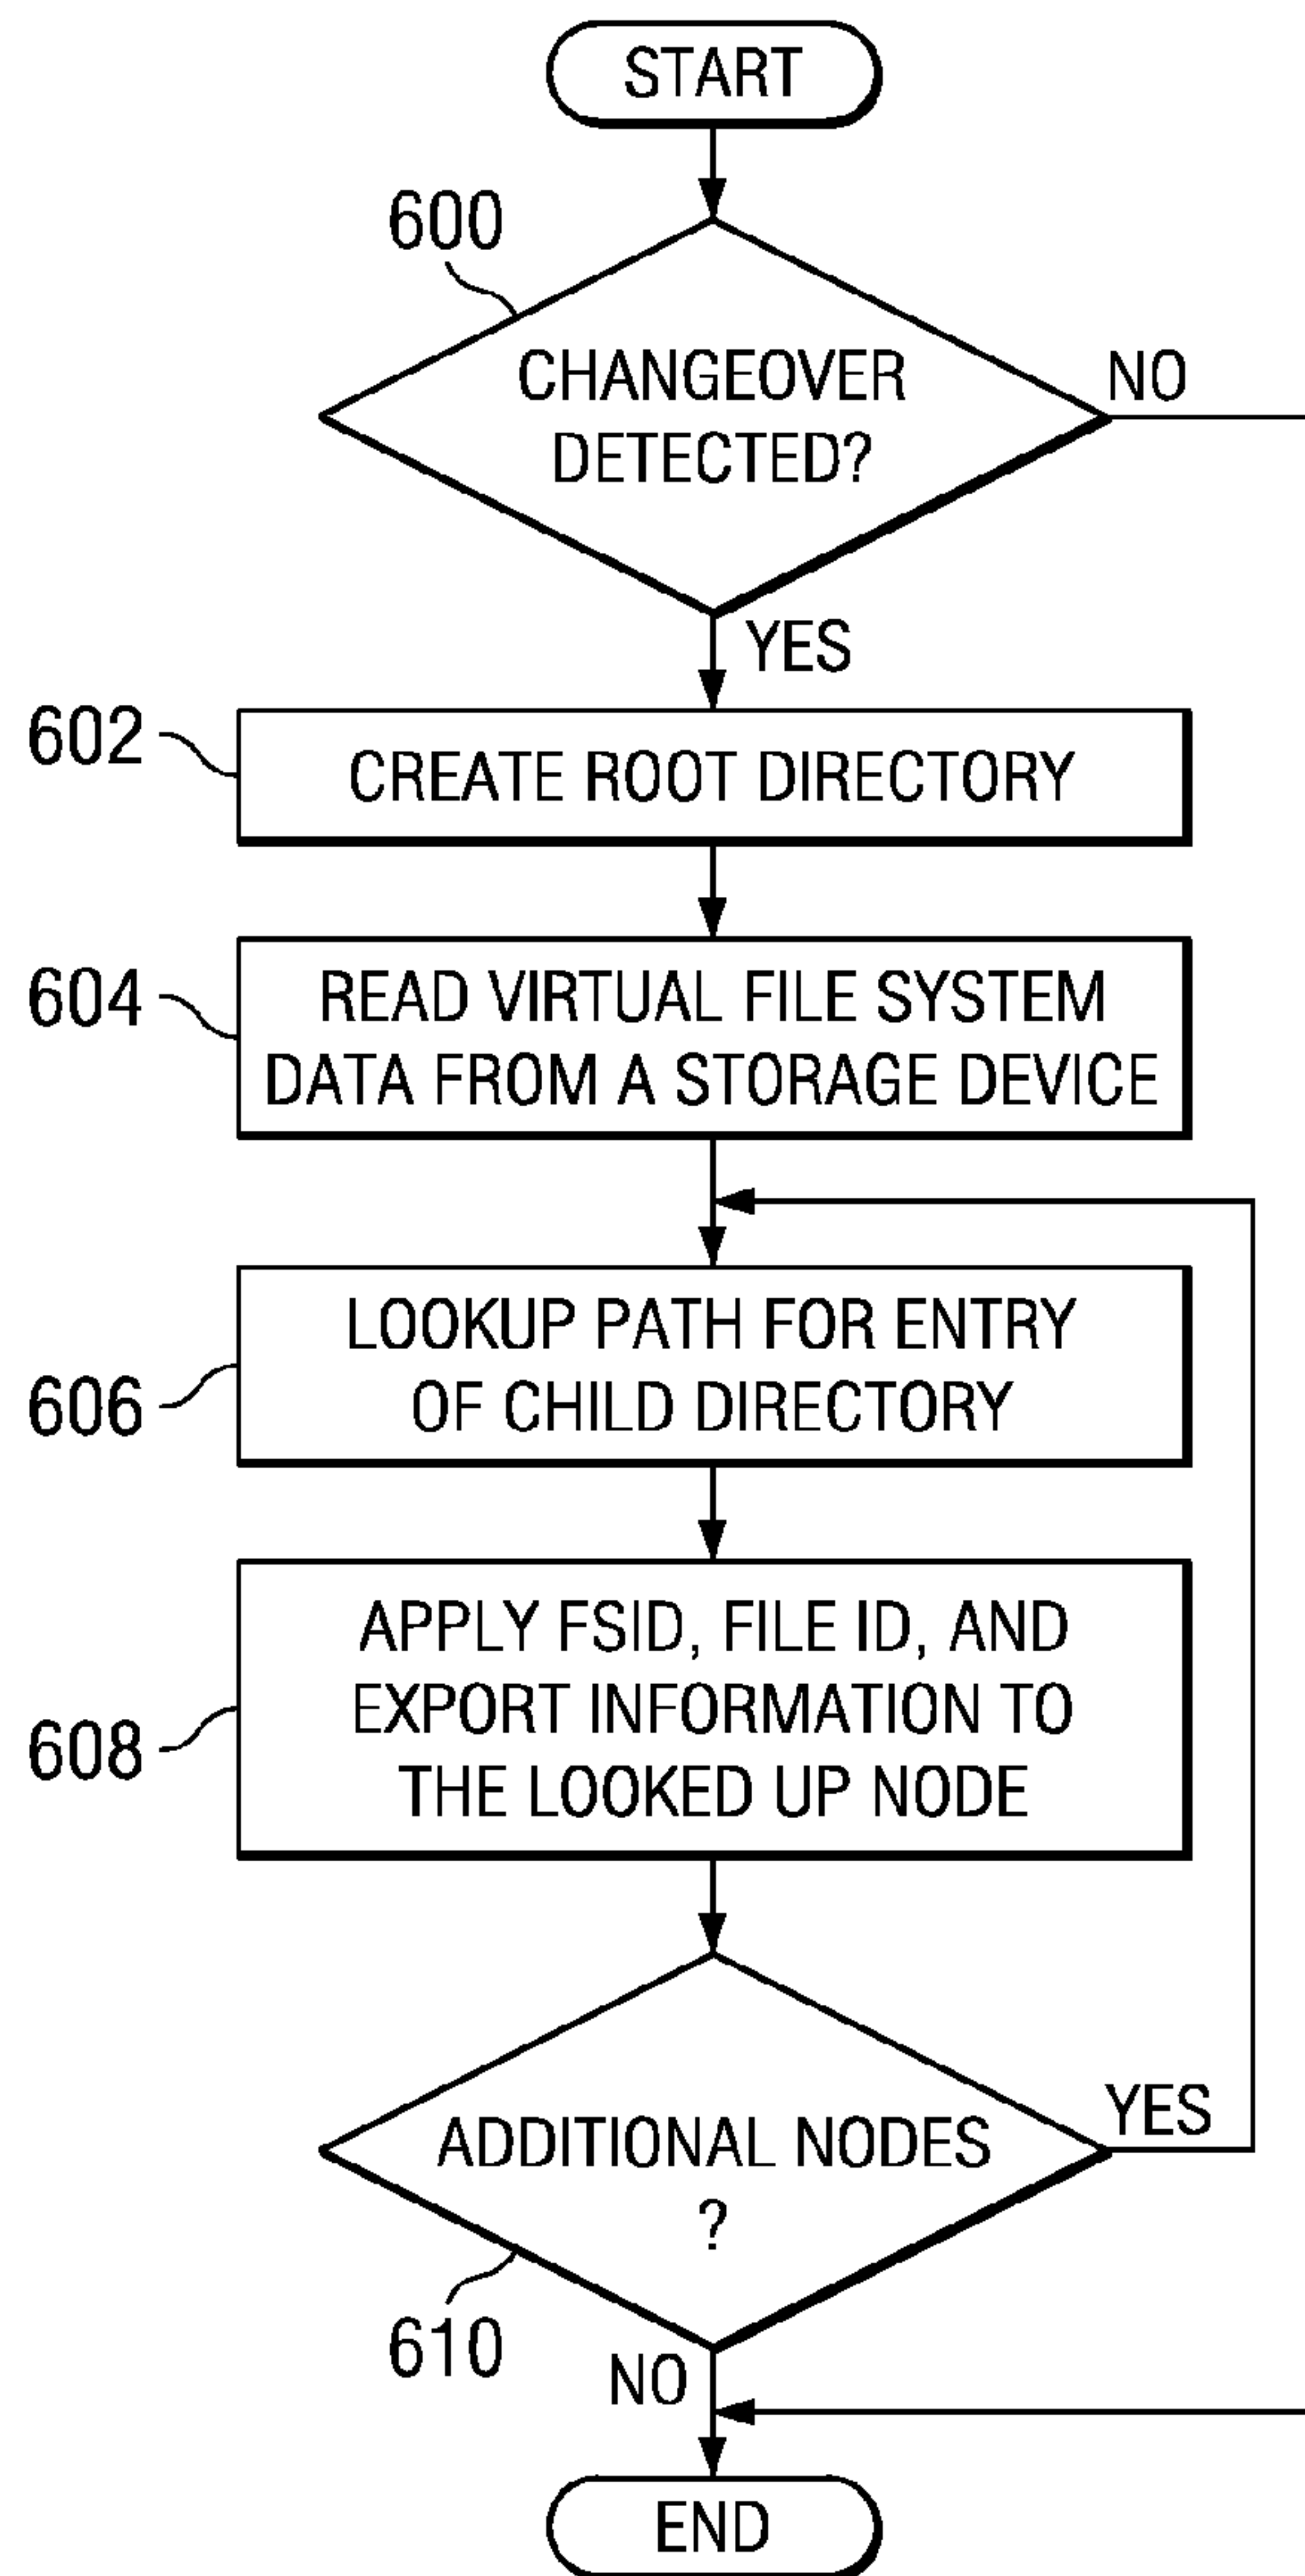 START
600
CHANGEOVER
DETECTED?
NO
YES
602
CREATE ROOT DIRECTORY
604
READ VIRTUAL FILE SYSTEM
DATA FROM A STORAGE DEVICE
606
LOOKUP PATH FOR ENTRY
OF CHILD DIRECTORY
608
APPLY FSID, FILE ID, AND
EXPORT INFORMATION TO
THE LOOKED UP NODE
ADDITIONAL NODES
?
YES
610
NO
END